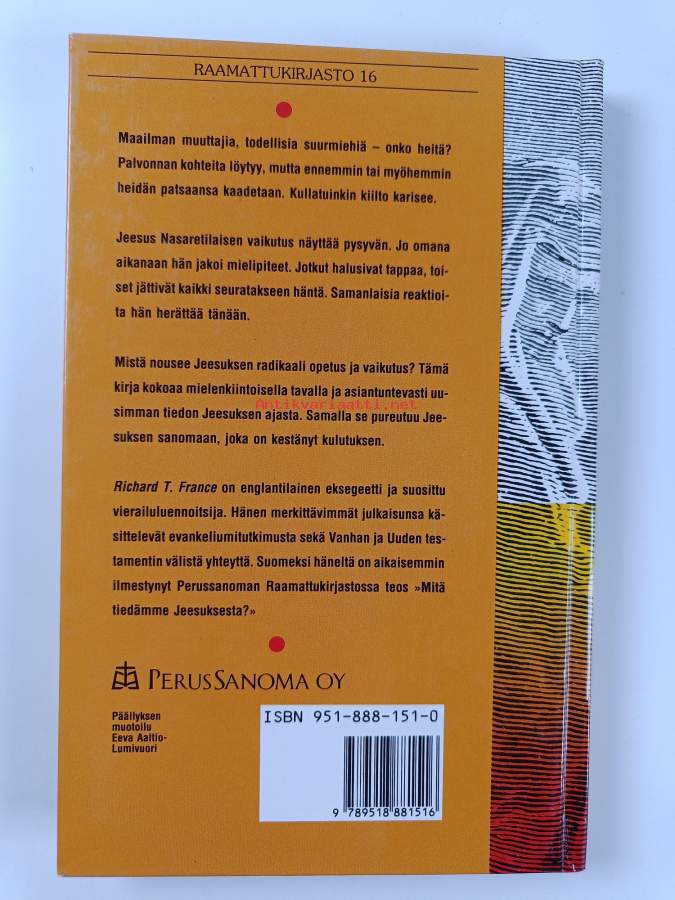 RAAMATTUKIRJASTO 16
Maailman muuttajia, todellisia suurmiehiä – onko heitä?
Palvonnan kohteita löytyy, mutta ennemmin tai myöhemmin
heidän patsaansa kaadetaan. Kullatuinkin kiilto karisee.
Jeesus Nasaretilaisen vaikutus näyttää pysyvän. Jo omana
aikanaan hän jakoi mielipiteet. Jotkut halusivat tappaa, toi-
set jättivät kaikki seuratakseen häntä. Samanlaisia reaktioi-
ta hän herättää tänään.
Mistä nousee Jeesuksen radikaali opetus ja vaikutus? Tämä
kirja kokoaa mielenkiintoisella tavalla ja asiantuntevasti uu-
simman tiedon Jeesuksen ajasta. Samalla se pureutuu Jee-
Antikvariaatti.net
suksen sanomaan, joka on kestänyt kulutuksen.
Richard T. France on englantilainen eksegeetti ja suosittu
vierailuluennoitsija. Hänen merkittävimmät julkaisunsa kä-
sittelevät evankeliumitutkimusta sekä Vanhan ja Uuden tes-
tamentin välistä yhteyttä. Suomeksi häneltä on aikaisemmin
ilmestynyt Perussanoman Raamattukirjastossa teos »Mitä
tiedämme Jeesuksesta?»
PERUSSANOMA OY
Päällyksen
muotoilu
Eeva Aaltio-
Lumivuori
ISBN 951-888-151-0
9 789518 881516